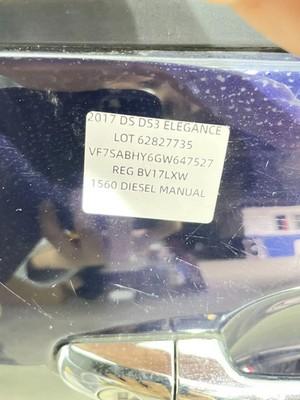 2017 DS DS3 ELEGANCE
LOT 62827735
VF7SABHY6GW647527
REG BV17LXW
1560 DIESEL MANUAL